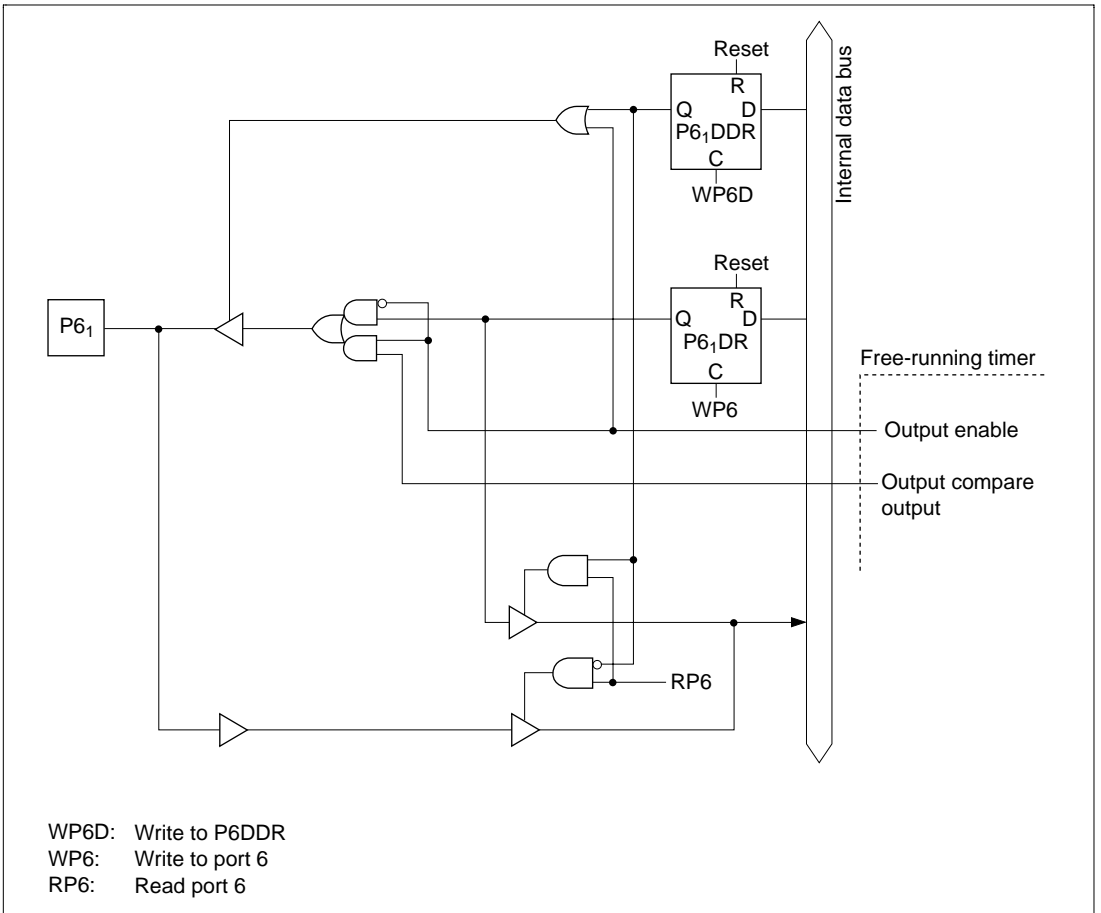 Reset
R
Q D
P6₁DDR
C
WP6D
Internal data bus
Reset
R
Q D
P6₁DR
C
WP6
P6₁
Free-running timer
Output enable
Output compare
output
RP6
WP6D: Write to P6DDR
WP6: Write to port 6
RP6: Read port 6